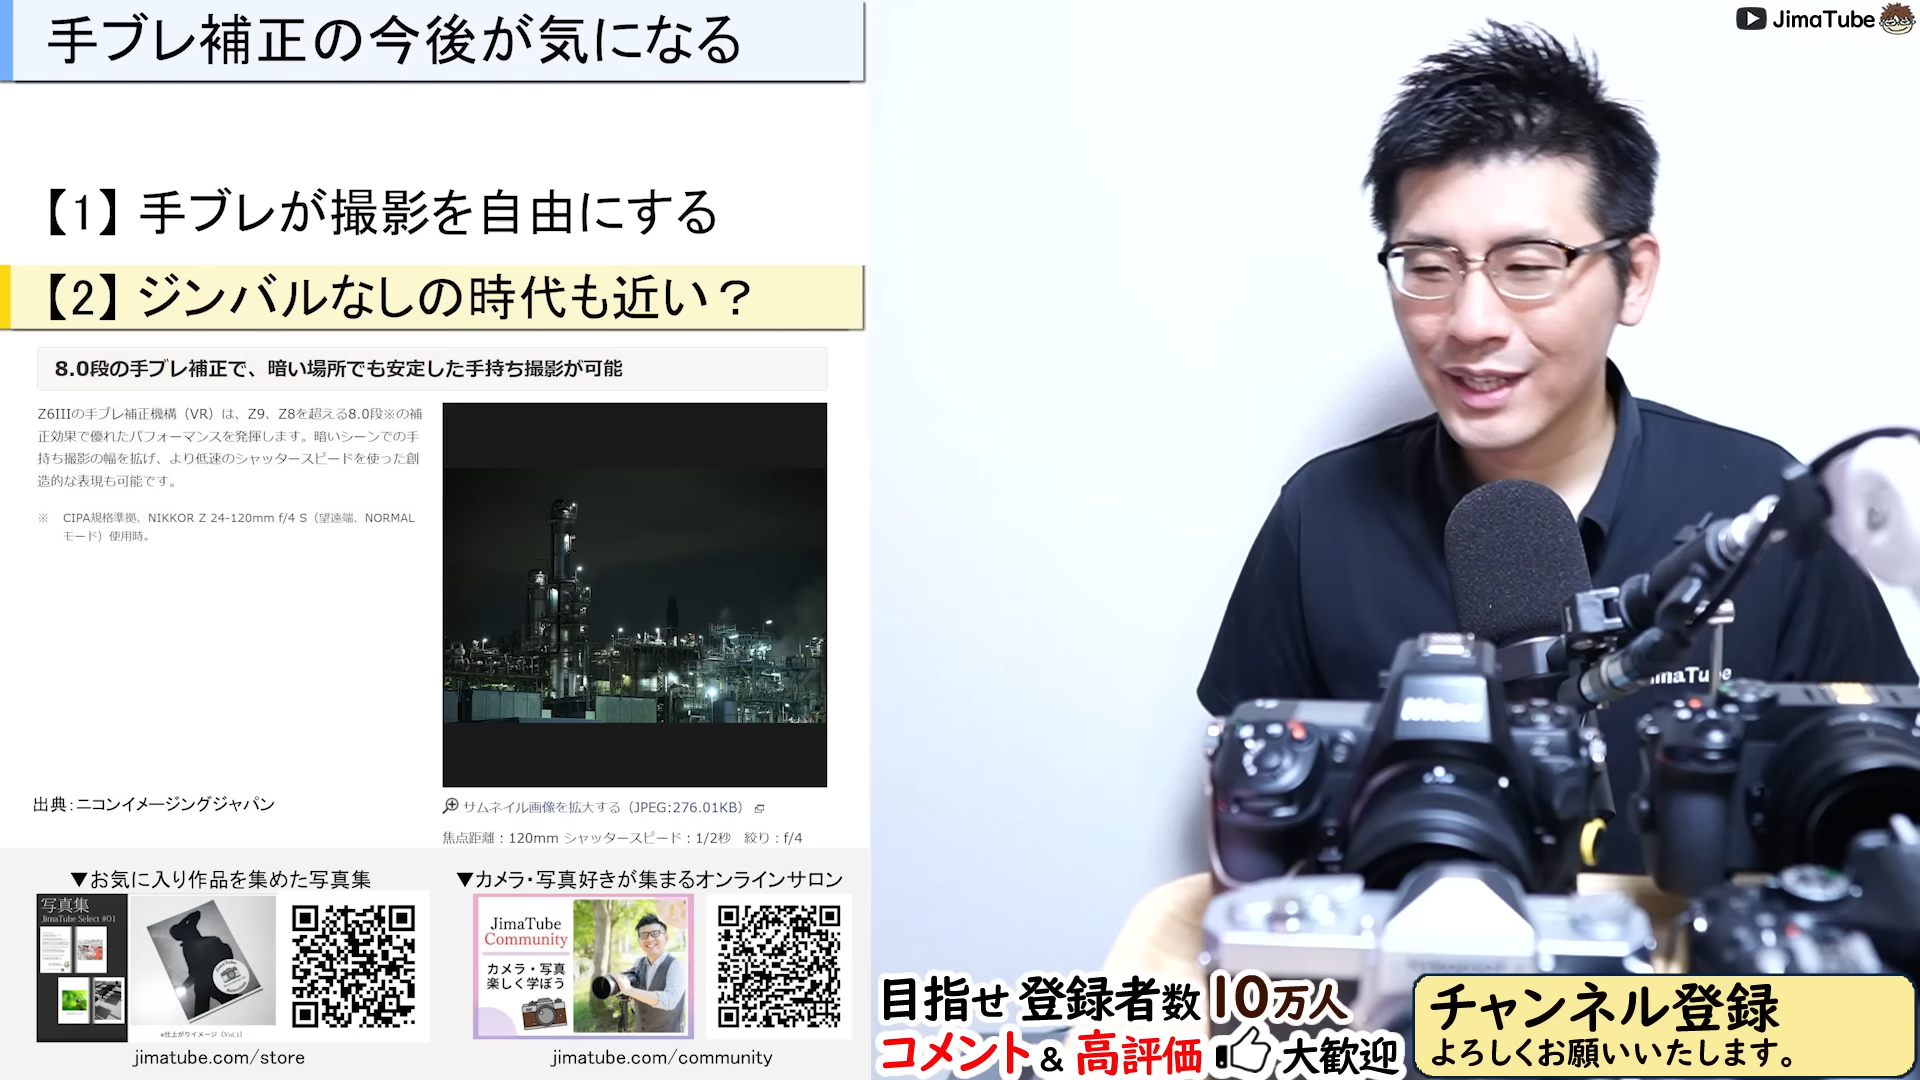 手ブレ補正の今後が気になる
【1】手ブレが撮影を自由にする
【2】ジンバルなしの時代も近い？
8.0段の手ブレ補正で、暗い場所でも安定した手持ち撮影が可能
Z6IIIの手ブレ補正機構（VR）は、Z9、Z8を超える8.0段※の補
正効果で優れたパフォーマンスを発揮します。暗いシーンでの手
持ち撮影の幅を拡げ、より低速のシャッタースピードを使った創
造的な表現も可能です。
※ CIPA規格準拠、NIKKOR Z 24-120mm f/4 S（望遠端、NORMAL
モード）使用時。
出典：ニコンイメージングジャパン
サムネイル画像を拡大する（JPEG:276.01KB）
焦点距離：120mm シャッタースピード：1/2秒 絞り：f/4
▼お気に入り作品を集めた写真集
写真集
JimaTube Select #01
※仕上がりイメージ（Vol.1）
jimatube.com/store
▼カメラ・写真好きが集まるオンラインサロン
JimaTube
Community
カメラ・写真
楽しく学ぼう
jimatube.com/community
JimaTube
JimaTube
Nikon
目指せ登録者数10万人
コメント&高評価大歓迎
チャンネル登録
よろしくお願いいたします。